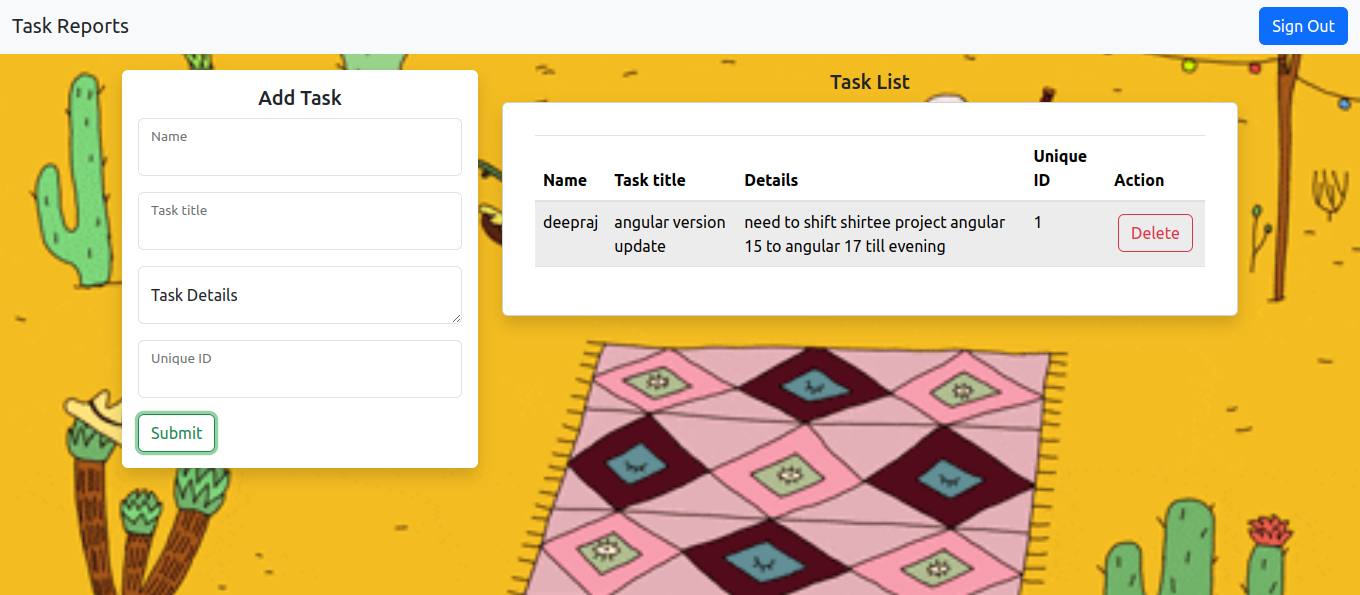 Task Reports
Sign Out
Add Task
Name
Task title
Task Details
Unique ID
Submit
Task List
Name Task title Details Unique ID Action
deepraj angular version need to shift shirtee project angular 1 Delete
update 15 to angular 17 till evening